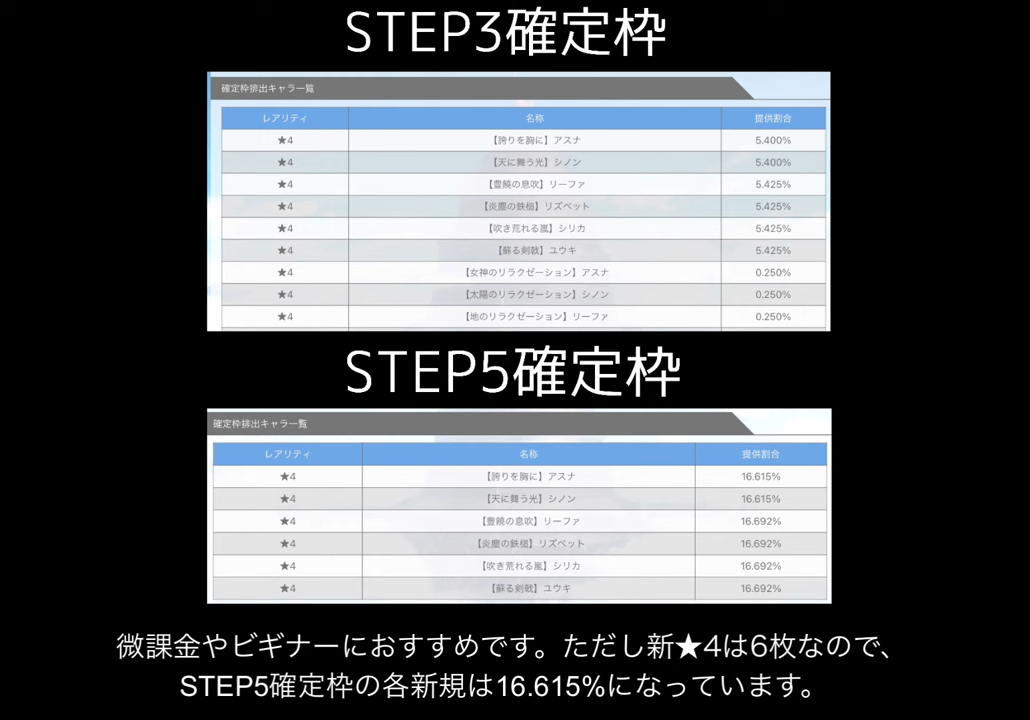 STEP3確定枠
確定枠排出キャラ一覧
レアリティ 名称 提供割合
★4 【誇りを胸に】アスナ 5.400%
★4 【天に舞う光】シノン 5.400%
★4 【豊饒の息吹】リーファ 5.425%
★4 【炎塵の鉄槌】リズベット 5.425%
★4 【吹き荒れる嵐】シリカ 5.425%
★4 【蘇る剣戟】ユウキ 5.425%
★4 【女神のリラクゼーション】アスナ 0.250%
★4 【太陽のリラクゼーション】シノン 0.250%
★4 【地のリラクゼーション】リーファ 0.250%
STEP5確定枠
確定枠排出キャラ一覧
レアリティ 名称 提供割合
★4 【誇りを胸に】アスナ 16.615%
★4 【天に舞う光】シノン 16.615%
★4 【豊饒の息吹】リーファ 16.692%
★4 【炎塵の鉄槌】リズベット 16.692%
★4 【吹き荒れる嵐】シリカ 16.692%
★4 【蘇る剣戟】ユウキ 16.692%
微課金やビギナーにおすすめです。ただし新★4は6枚なので、
STEP5確定枠の各新規は16.615%になっています。